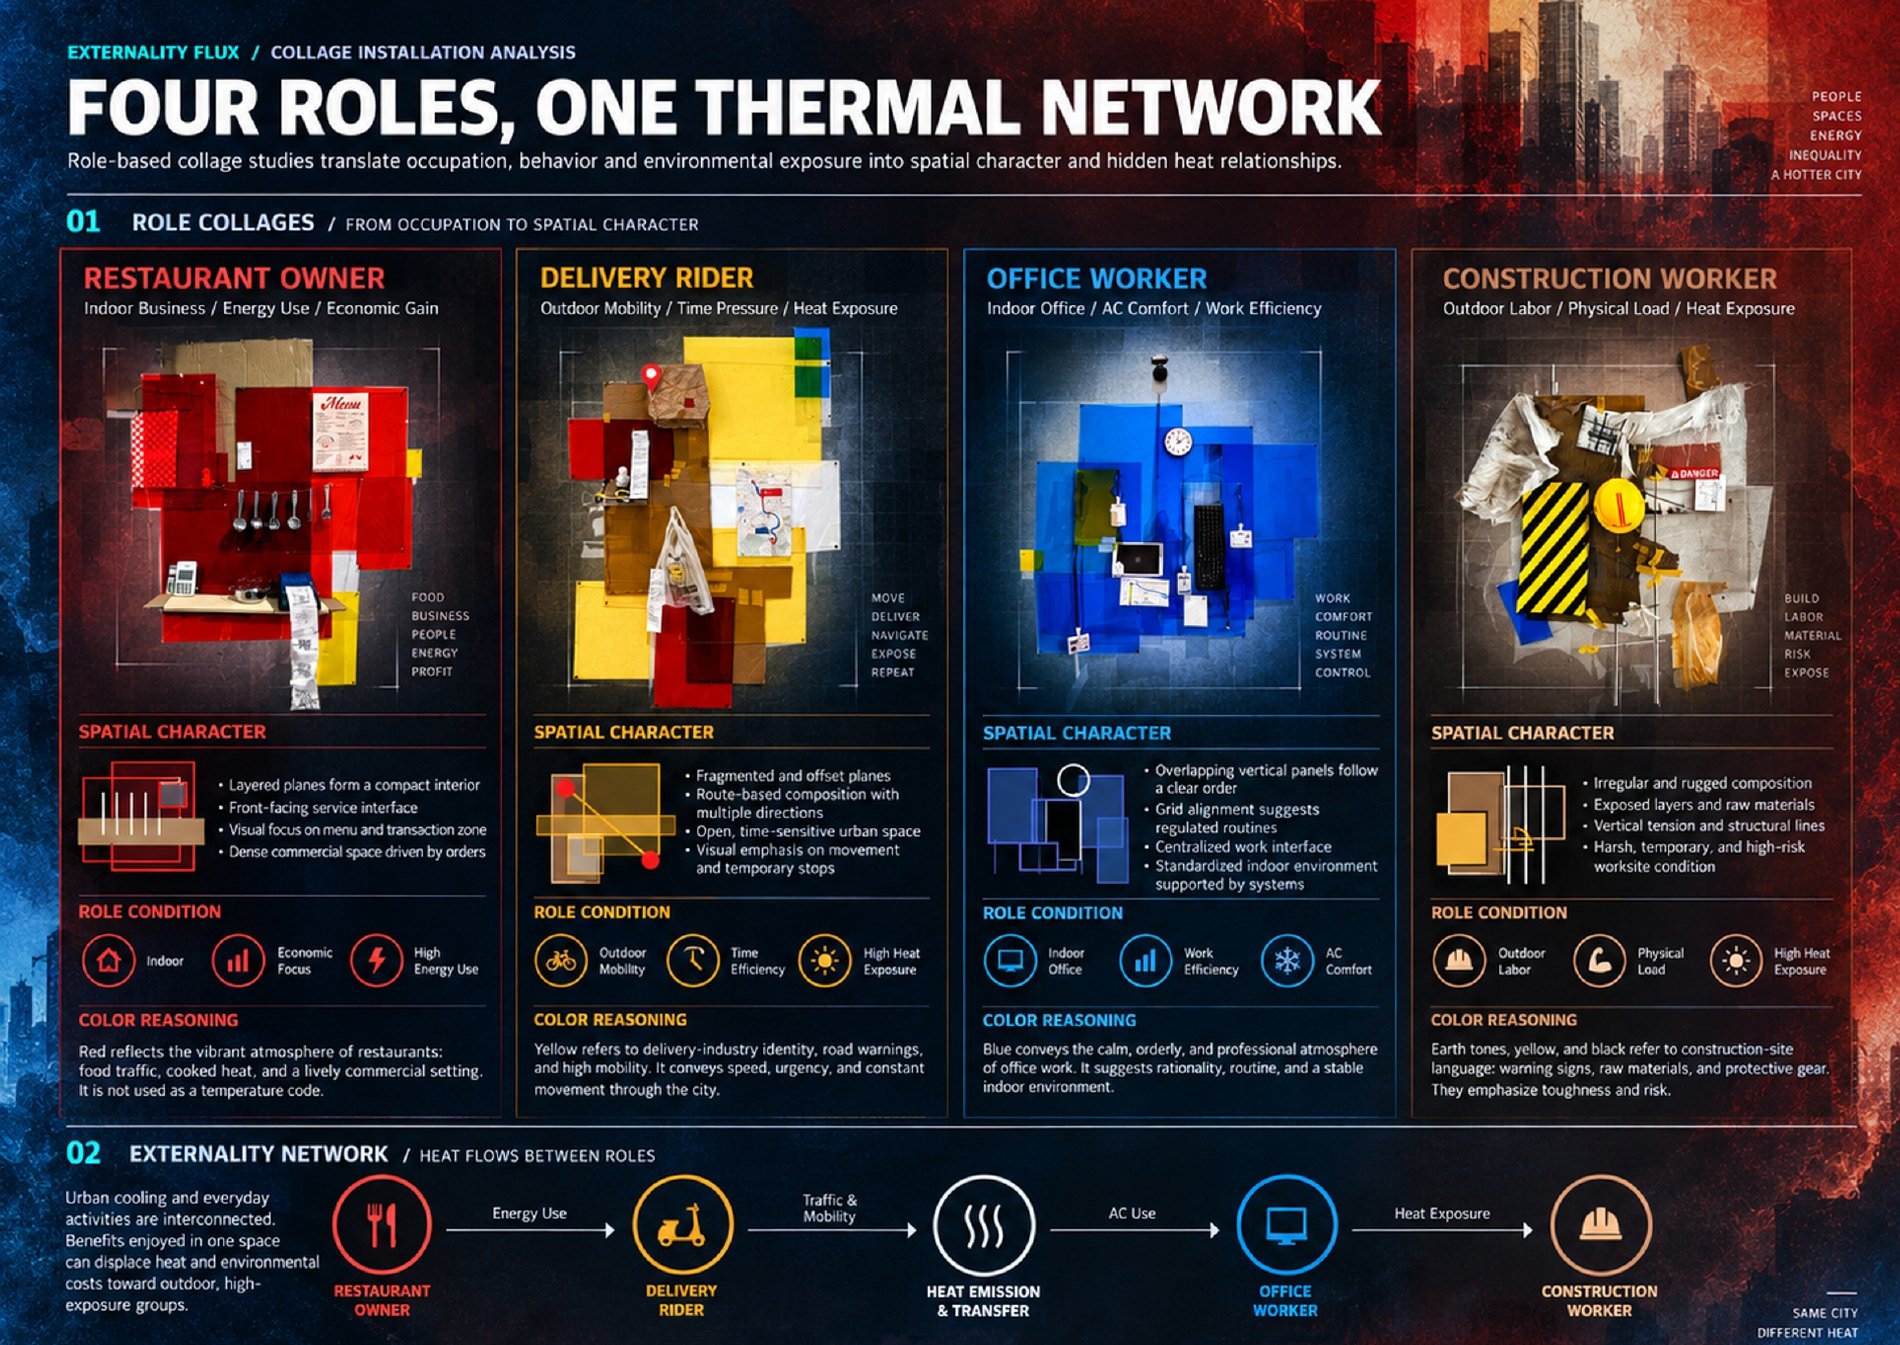 EXTERNALITY FLUX / COLLAGE INSTALLATION ANALYSIS
FOUR ROLES, ONE THERMAL NETWORK
Role-based collage studies translate occupation, behavior and environmental exposure into spatial character and hidden heat relationships.
PEOPLE
SPACES
ENERGY
INEQUALITY
A HOTTER CITY
01 ROLE COLLAGES / FROM OCCUPATION TO SPATIAL CHARACTER
RESTAURANT OWNER
Indoor Business / Energy Use / Economic Gain
Menu
FOOD
BUSINESS
PEOPLE
ENERGY
PROFIT
SPATIAL CHARACTER
• Layered planes form a compact interior
• Front-facing service interface
• Visual focus on menu and transaction zone
• Dense commercial space driven by orders
ROLE CONDITION
Indoor
Economic
Focus
High
Energy Use
COLOR REASONING
Red reflects the vibrant atmosphere of restaurants:
food traffic, cooked heat, and a lively commercial setting.
It is not used as a temperature code.
DELIVERY RIDER
Outdoor Mobility / Time Pressure / Heat Exposure
MOVE
DELIVER
NAVIGATE
EXPOSE
REPEAT
SPATIAL CHARACTER
• Fragmented and offset planes
• Route-based composition with
multiple directions
• Open, time-sensitive urban space
• Visual emphasis on movement
and temporary stops
ROLE CONDITION
Outdoor
Mobility
Time
Efficiency
High Heat
Exposure
COLOR REASONING
Yellow refers to delivery-industry identity, road warnings,
and high mobility. It conveys speed, urgency, and constant
movement through the city.
OFFICE WORKER
Indoor Office / AC Comfort / Work Efficiency
WORK
COMFORT
ROUTINE
SYSTEM
CONTROL
SPATIAL CHARACTER
• Overlapping vertical panels follow
a clear order
• Grid alignment suggests
regulated routines
• Centralized work interface
• Standardized indoor environment
supported by systems
ROLE CONDITION
Indoor
Office
Work
Efficiency
AC
Comfort
COLOR REASONING
Blue conveys the calm, orderly, and professional atmosphere
of office work. It suggests rationality, routine, and a stable
indoor environment.
CONSTRUCTION WORKER
Outdoor Labor / Physical Load / Heat Exposure
DANGER
BUILD
LABOR
MATERIAL
RISK
EXPOSE
SPATIAL CHARACTER
• Irregular and rugged composition
• Exposed layers and raw materials
• Vertical tension and structural lines
• Harsh, temporary, and high-risk
worksite condition
ROLE CONDITION
Outdoor
Labor
Physical
Load
High Heat
Exposure
COLOR REASONING
Earth tones, yellow, and black refer to construction-site
language: warning signs, raw materials, and protective gear.
They emphasize toughness and risk.
02 EXTERNALITY NETWORK / HEAT FLOWS BETWEEN ROLES
Urban cooling and everyday
activities are interconnected.
Benefits enjoyed in one space
can displace heat and environmental
costs toward outdoor, high-
exposure groups.
RESTAURANT
OWNER
Energy Use
DELIVERY
RIDER
Traffic &
Mobility
HEAT EMISSION
& TRANSFER
AC Use
OFFICE
WORKER
Heat Exposure
CONSTRUCTION
WORKER
SAME CITY
DIFFERENT HEAT